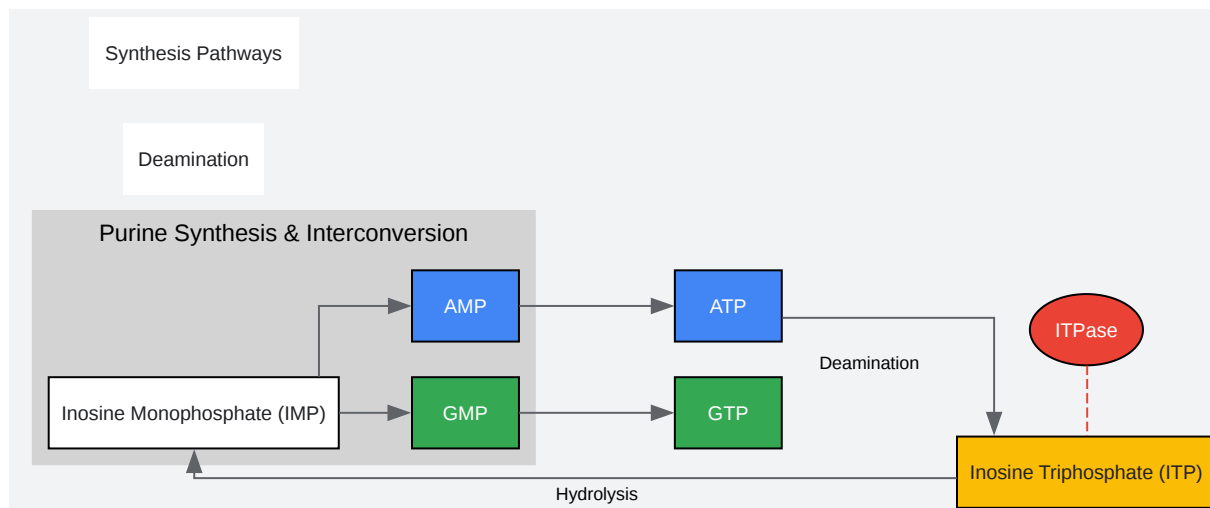 Synthesis Pathways
Deamination
Purine Synthesis & Interconversion
AMP
ATP
ITPase
Deamination
Inosine Monophosphate (IMP)
GMP
GTP
Inosine Triphosphate (ITP)
Hydrolysis